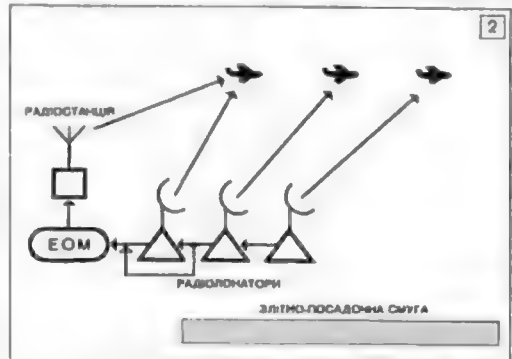 2
РАДІОСТАНЦІЯ
ЕОМ
РАДІОЛОКАТОРИ
ЗЛІТНО-ПОСАДОЧНА СМУГА